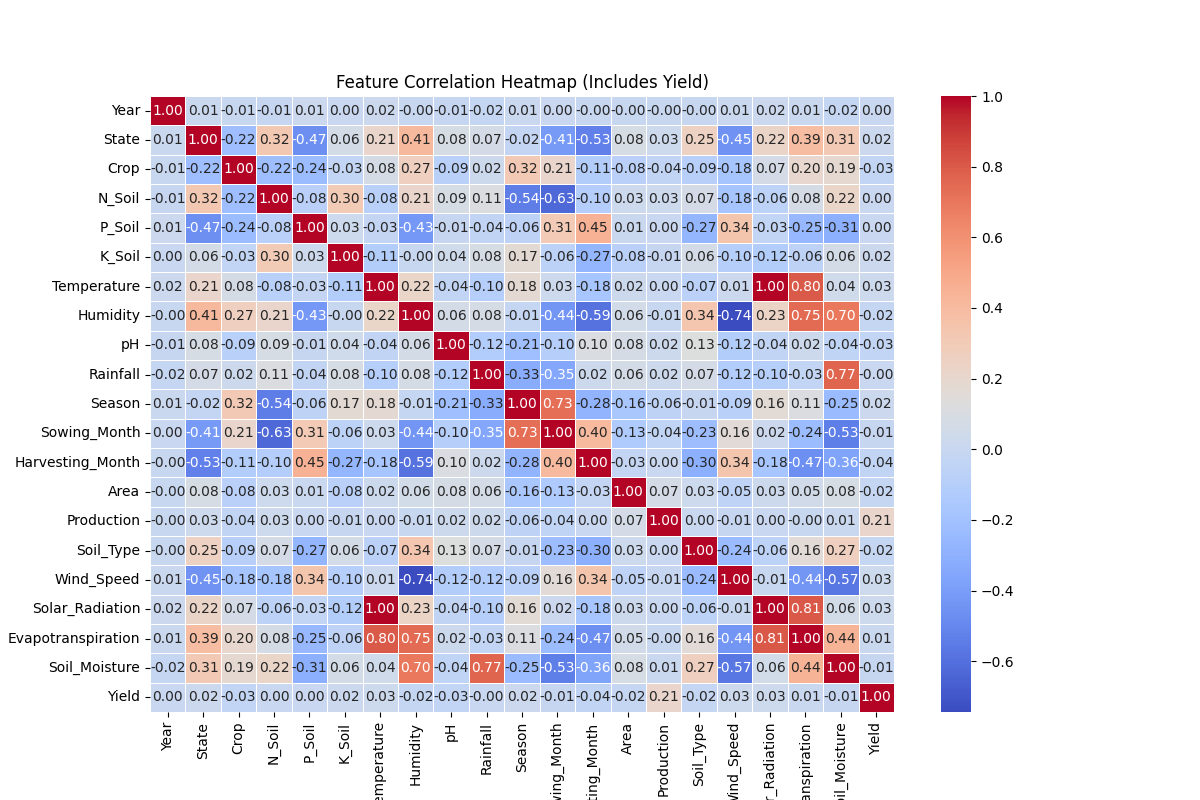 Feature Correlation Heatmap (Includes Yield)
Year 1.00 0.01 -0.01 -0.01 0.01 0.00 0.02 -0.00 -0.01 -0.02 0.01 0.00 -0.00 -0.00 -0.00 -0.00 0.01 0.02 0.01 -0.02 0.00
State 0.01 1.00 -0.22 0.32 -0.47 0.06 0.21 0.41 0.08 0.07 -0.02 -0.41 -0.53 0.08 0.03 0.25 -0.45 0.22 0.39 0.31 0.02
Crop -0.01 -0.22 1.00 -0.22 -0.24 -0.03 0.08 0.27 -0.09 0.02 0.32 0.21 -0.11 -0.08 -0.04 -0.09 -0.18 0.07 0.20 0.19 -0.03
N_Soil -0.01 0.32 -0.22 1.00 -0.08 0.30 -0.08 0.21 0.09 0.11 -0.54 -0.63 -0.10 0.03 0.03 0.07 -0.18 -0.06 0.08 0.22 0.00
P_Soil 0.01 -0.47 -0.24 -0.08 1.00 0.03 -0.03 -0.43 -0.01 -0.04 -0.06 0.31 0.45 0.01 0.00 -0.27 0.34 -0.03 -0.25 -0.31 0.00
K_Soil 0.00 0.06 -0.03 0.30 0.03 1.00 -0.11 -0.00 0.04 0.08 0.17 -0.06 -0.27 -0.08 -0.01 0.06 -0.10 -0.12 -0.06 0.06 0.02
Temperature 0.02 0.21 0.08 -0.08 -0.03 -0.11 1.00 0.22 -0.04 -0.10 0.18 0.03 -0.18 0.02 0.00 -0.07 0.01 1.00 0.80 0.04 0.03
Humidity -0.00 0.41 0.27 0.21 -0.43 -0.00 0.22 1.00 0.06 0.08 -0.01 -0.44 -0.59 0.06 -0.01 0.34 -0.74 0.23 0.75 0.70 -0.02
pH -0.01 0.08 -0.09 0.09 -0.01 0.04 -0.04 0.06 1.00 -0.12 -0.21 -0.10 0.10 0.08 0.02 0.13 -0.12 -0.04 0.02 -0.04 -0.03
Rainfall -0.02 0.07 0.02 0.11 -0.04 0.08 -0.10 0.08 -0.12 1.00 -0.33 -0.35 0.02 0.06 0.02 0.07 -0.12 -0.10 -0.03 0.77 -0.00
Season 0.01 -0.02 0.32 -0.54 -0.06 0.17 0.18 -0.01 -0.21 -0.33 1.00 0.73 -0.28 -0.16 -0.06 -0.01 -0.09 0.16 0.11 -0.25 0.02
Sowing_Month 0.00 -0.41 0.21 -0.63 0.31 -0.06 0.03 -0.44 -0.10 -0.35 0.73 1.00 0.40 -0.13 -0.04 -0.23 0.16 0.02 -0.24 -0.53 -0.01
Harvesting_Month -0.00 -0.53 -0.11 -0.10 0.45 -0.27 -0.18 -0.59 0.10 0.02 -0.28 0.40 1.00 -0.03 0.00 -0.30 0.34 -0.18 -0.47 -0.36 -0.04
Area -0.00 0.08 -0.08 0.03 0.01 -0.08 0.02 0.06 0.08 0.06 -0.16 -0.13 -0.03 1.00 0.07 0.03 -0.05 0.03 0.05 0.08 -0.02
Production -0.00 0.03 -0.04 0.03 0.00 -0.01 0.00 -0.01 0.02 0.02 -0.06 -0.04 0.00 0.07 1.00 0.00 -0.01 0.00 -0.00 0.01 0.21
Soil_Type -0.00 0.25 -0.09 0.07 -0.27 0.06 -0.07 0.34 0.13 0.07 -0.01 -0.23 -0.30 0.03 0.00 1.00 -0.24 -0.06 0.16 0.27 -0.02
Wind_Speed 0.01 -0.45 -0.18 -0.18 0.34 -0.10 0.01 -0.74 -0.12 -0.12 -0.09 0.16 0.34 -0.05 -0.01 -0.24 1.00 -0.01 -0.44 -0.57 0.03
Solar_Radiation 0.02 0.22 0.07 -0.06 -0.03 -0.12 1.00 0.23 -0.04 -0.10 0.16 0.02 -0.18 0.03 0.00 -0.06 -0.01 1.00 0.81 0.06 0.03
Evapotranspiration 0.01 0.39 0.20 0.08 -0.25 -0.06 0.80 0.75 0.02 -0.03 0.11 -0.24 -0.47 0.05 -0.00 0.16 -0.44 0.81 1.00 0.44 0.01
Soil_Moisture -0.02 0.31 0.19 0.22 -0.31 0.06 0.04 0.70 -0.04 0.77 -0.25 -0.53 -0.36 0.08 0.01 0.27 -0.57 0.06 0.44 1.00 -0.01
Yield 0.00 0.02 -0.03 0.00 0.00 0.02 0.03 -0.02 -0.03 -0.00 0.02 -0.01 -0.04 -0.02 0.21 -0.02 0.03 0.03 0.01 -0.01 1.00
Year State Crop N_Soil P_Soil K_Soil emperature Humidity pH Rainfall Season wing_Month ting_Month Area Production Soil_Type Wind_Speed r_Radiation anspiration oil_Moisture Yield
1.0
0.8
0.6
0.4
0.2
0.0
−0.2
−0.4
−0.6